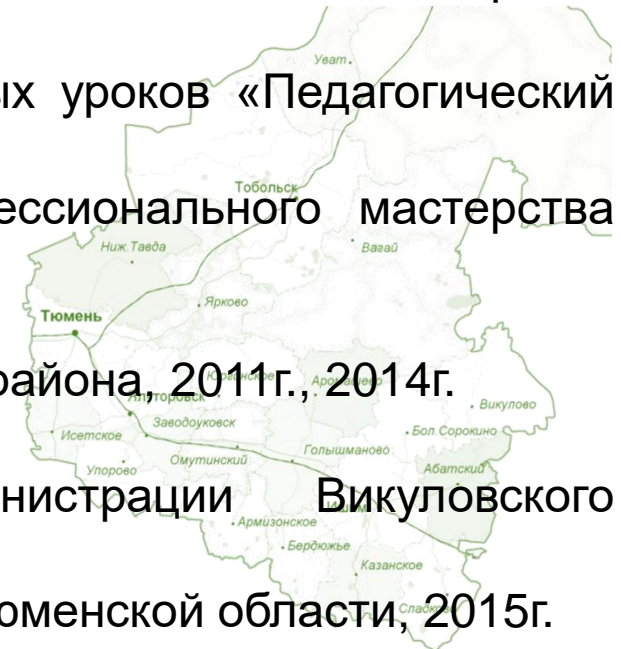 Уват
ых уроков «Педагогический
Тобольск
ессионального мастерства
Ниж. Тавда
Вагай
Ярково
Тюмень
района, 2011г., 2014г.
Викулово
Заводоуковск
Бол. Сорокино
Исетское
Голышманово
Омутинский
Абатский
Упорово
нистрации Викуловского
Армизонское
Бердюжье
Казанское
юменской области, 2015г.